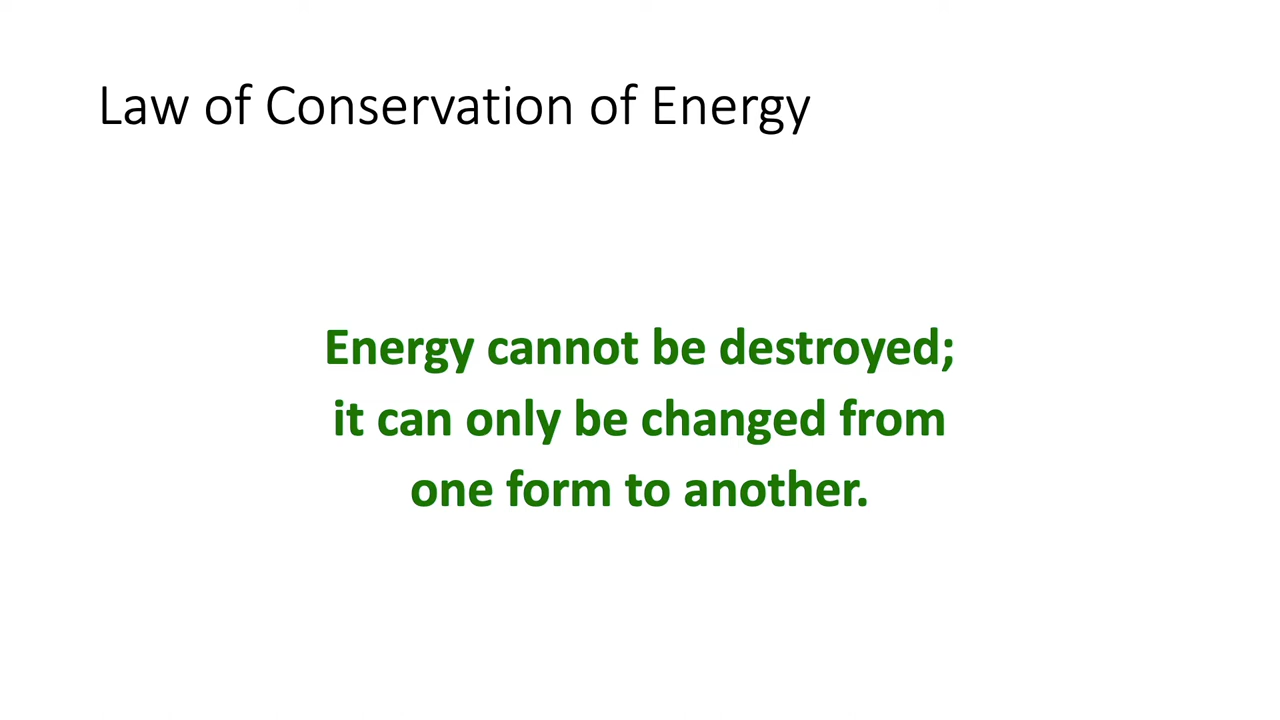 Law of Conservation of Energy
Energy cannot be destroyed;
it can only be changed from
one form to another.